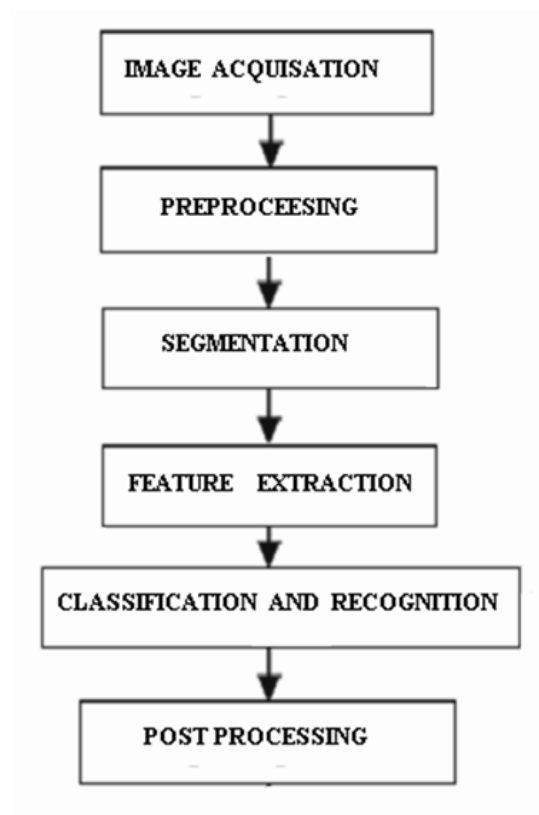 IMAGE ACQUISATION
PREPROCEESING
SEGMENTATION
FEATURE EXTRACTION
CLASSIFICATION AND RECOGNITION
POST PROCESSING